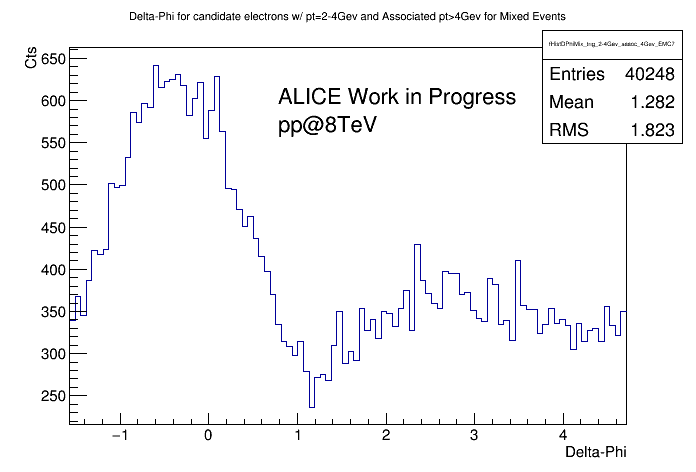 Delta-Phi for candidate electrons w/ pt=2-4Gev and Associated pt>4Gev for Mixed Events
Cts
fHistDPhiMix_trig_2-4Gev_assoc_4Gev_EMC7
Entries 40248
Mean 1.282
RMS 1.823
ALICE Work in Progress
pp@8TeV
650
600
550
500
450
400
350
300
250
−1 0 1 2 3 4
Delta-Phi